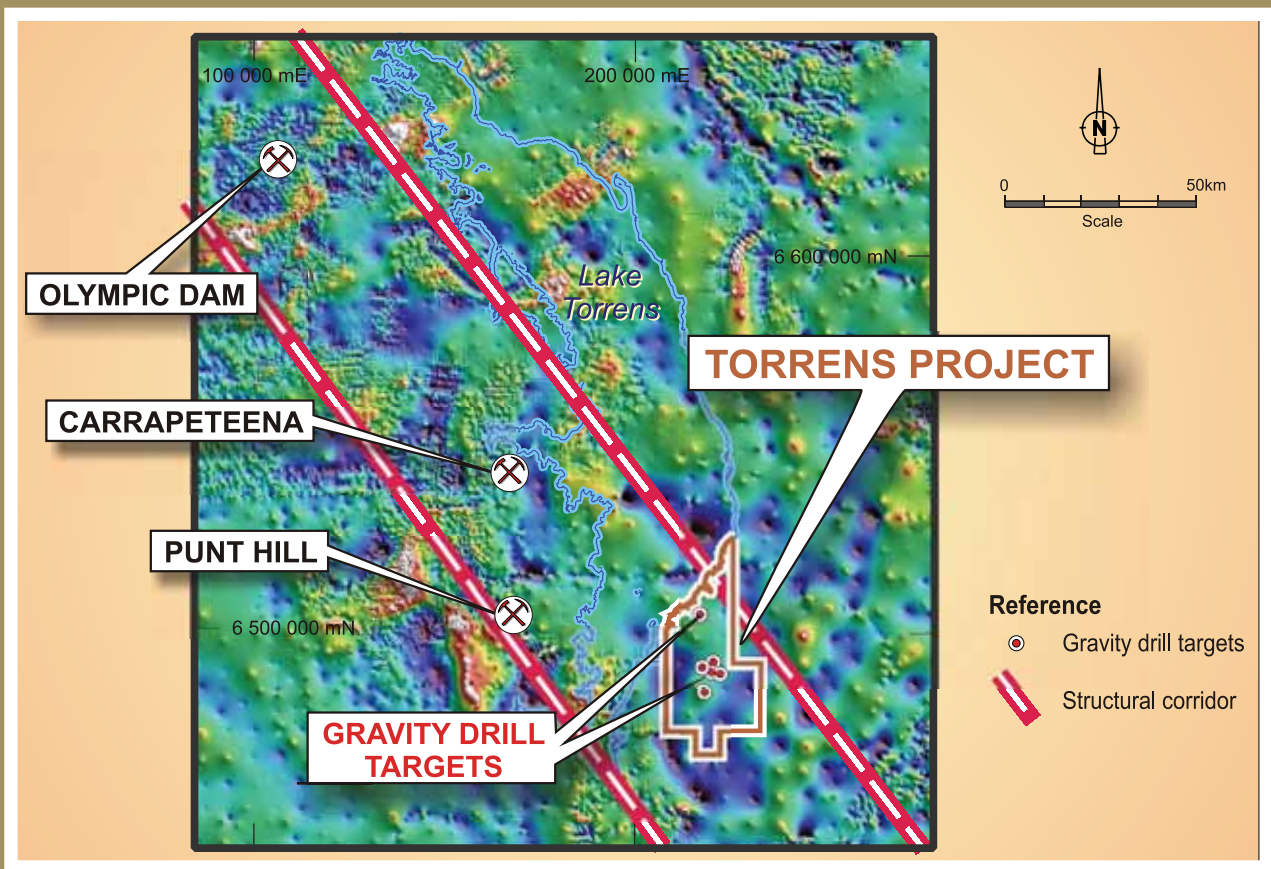 100 000 mE
200 000 mE
N
0
50km
Scale
OLYMPIC DAM
6 600 000 mN
Lake
Torrens
TORRENS PROJECT
CARRAPETEENA
PUNT HILL
6 500 000 mN
Reference
Gravity drill targets
Structural corridor
GRAVITY DRILL
TARGETS